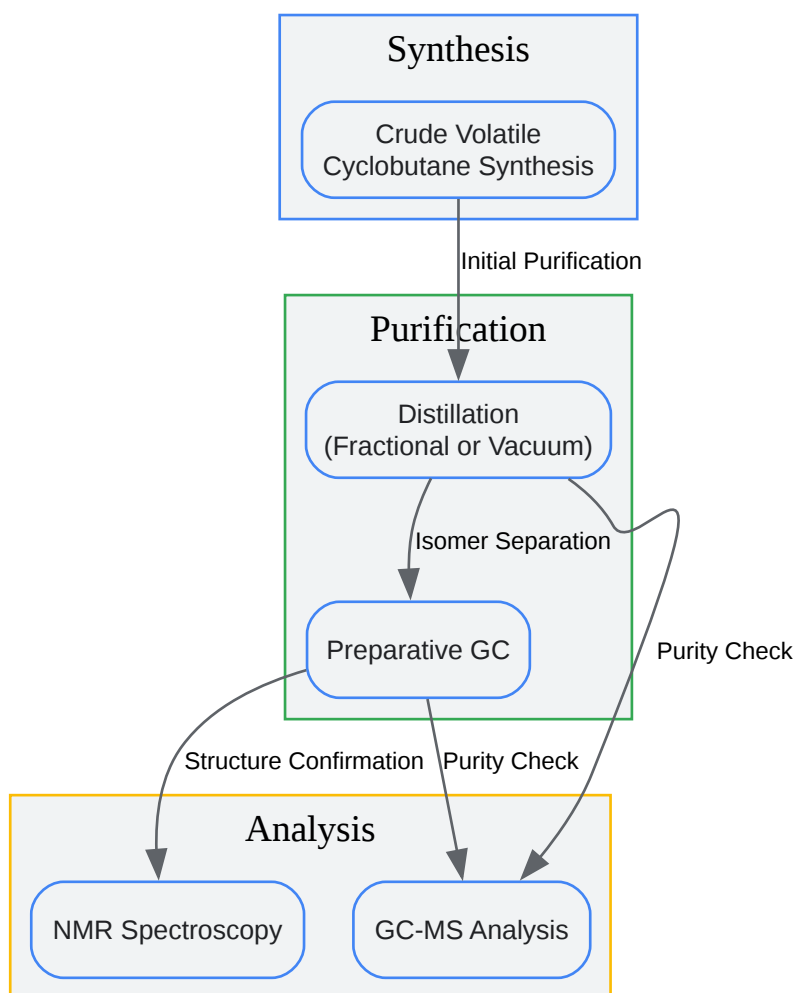 Synthesis
Crude Volatile
Cyclobutane Synthesis
Initial Purification
Purification
Distillation
(Fractional or Vacuum)
Isomer Separation
Preparative GC
Purity Check
Structure Confirmation
Purity Check
Analysis
NMR Spectroscopy
GC-MS Analysis